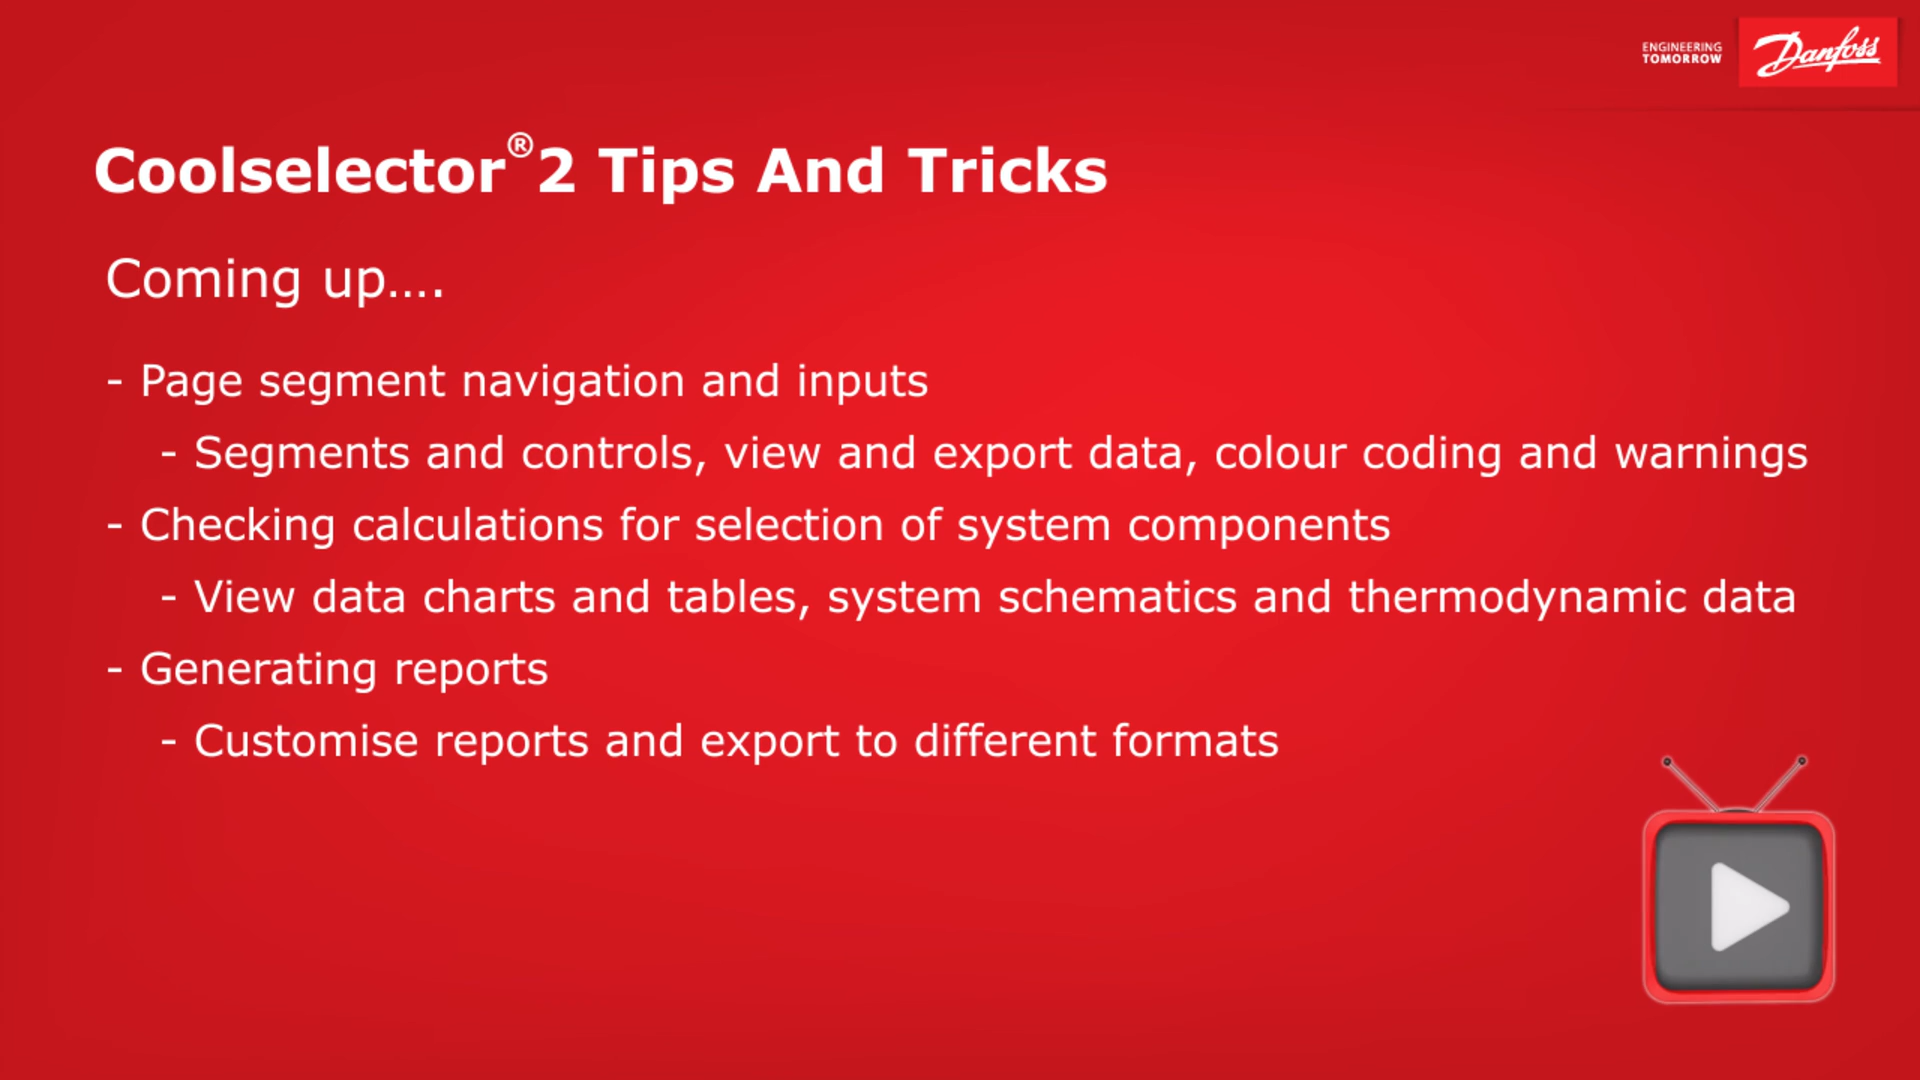 ENGINEERING
TOMORROW
Danfoss
Coolselector®2 Tips And Tricks
Coming up....
- Page segment navigation and inputs
- Segments and controls, view and export data, colour coding and warnings
- Checking calculations for selection of system components
- View data charts and tables, system schematics and thermodynamic data
- Generating reports
- Customise reports and export to different formats